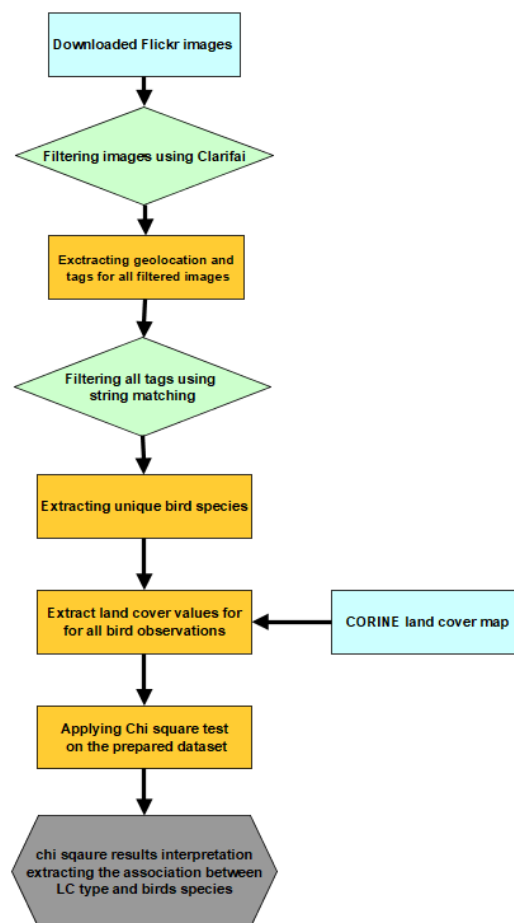 Downloaded Flickr images
Filtering images using Clarifai
Exctracting geolocation and
tags for all filtered images
Filtering all tags using
string matching
Extracting unique bird species
Extract land cover values for
for all bird observations
CORINE land cover map
Applying Chi square test
on the prepared dataset
chi sqaure results interpretation
extracting the association between
LC type and birds species